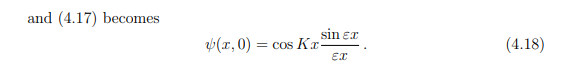 and (4.17) becomes
ψ(x, 0) = cos Kx sin εx / εx . (4.18)